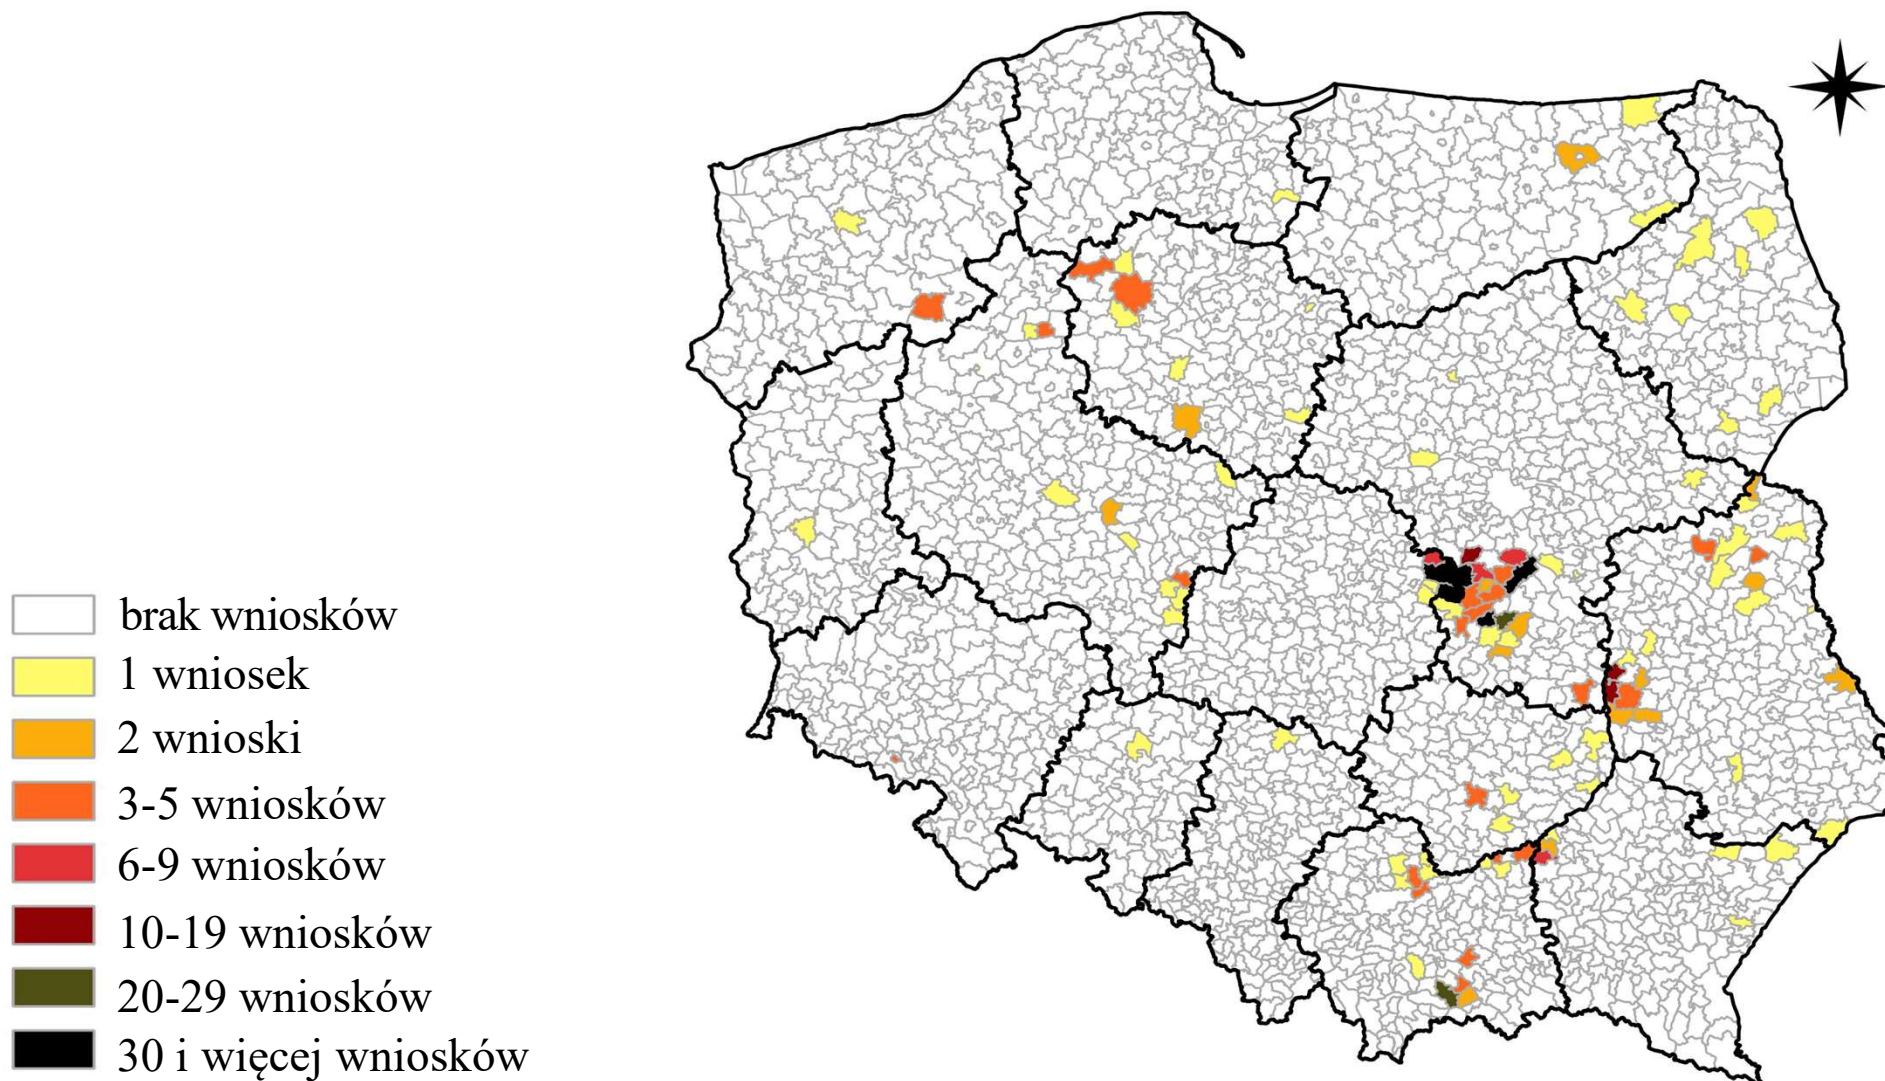 brak wniosków
1 wniosek
2 wnioski
3-5 wniosków
6-9 wniosków
10-19 wniosków
20-29 wniosków
30 i więcej wniosków